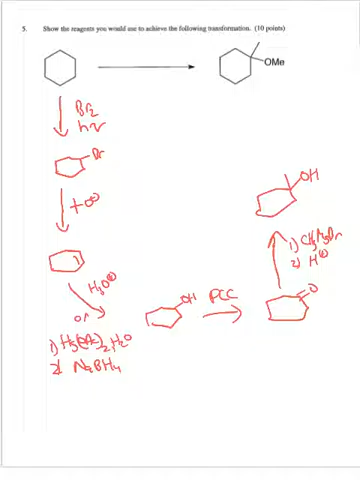 5. Show the reagents you would use to achieve the following transformation. (10 points)
OMe
Br2
hν
Br
+O⊖
H3O⊕
or
1) Hg(OAc)2, H2O
2) NaBH4
OH
PCC
O
1) CH3MgBr
2) H⊕
OH